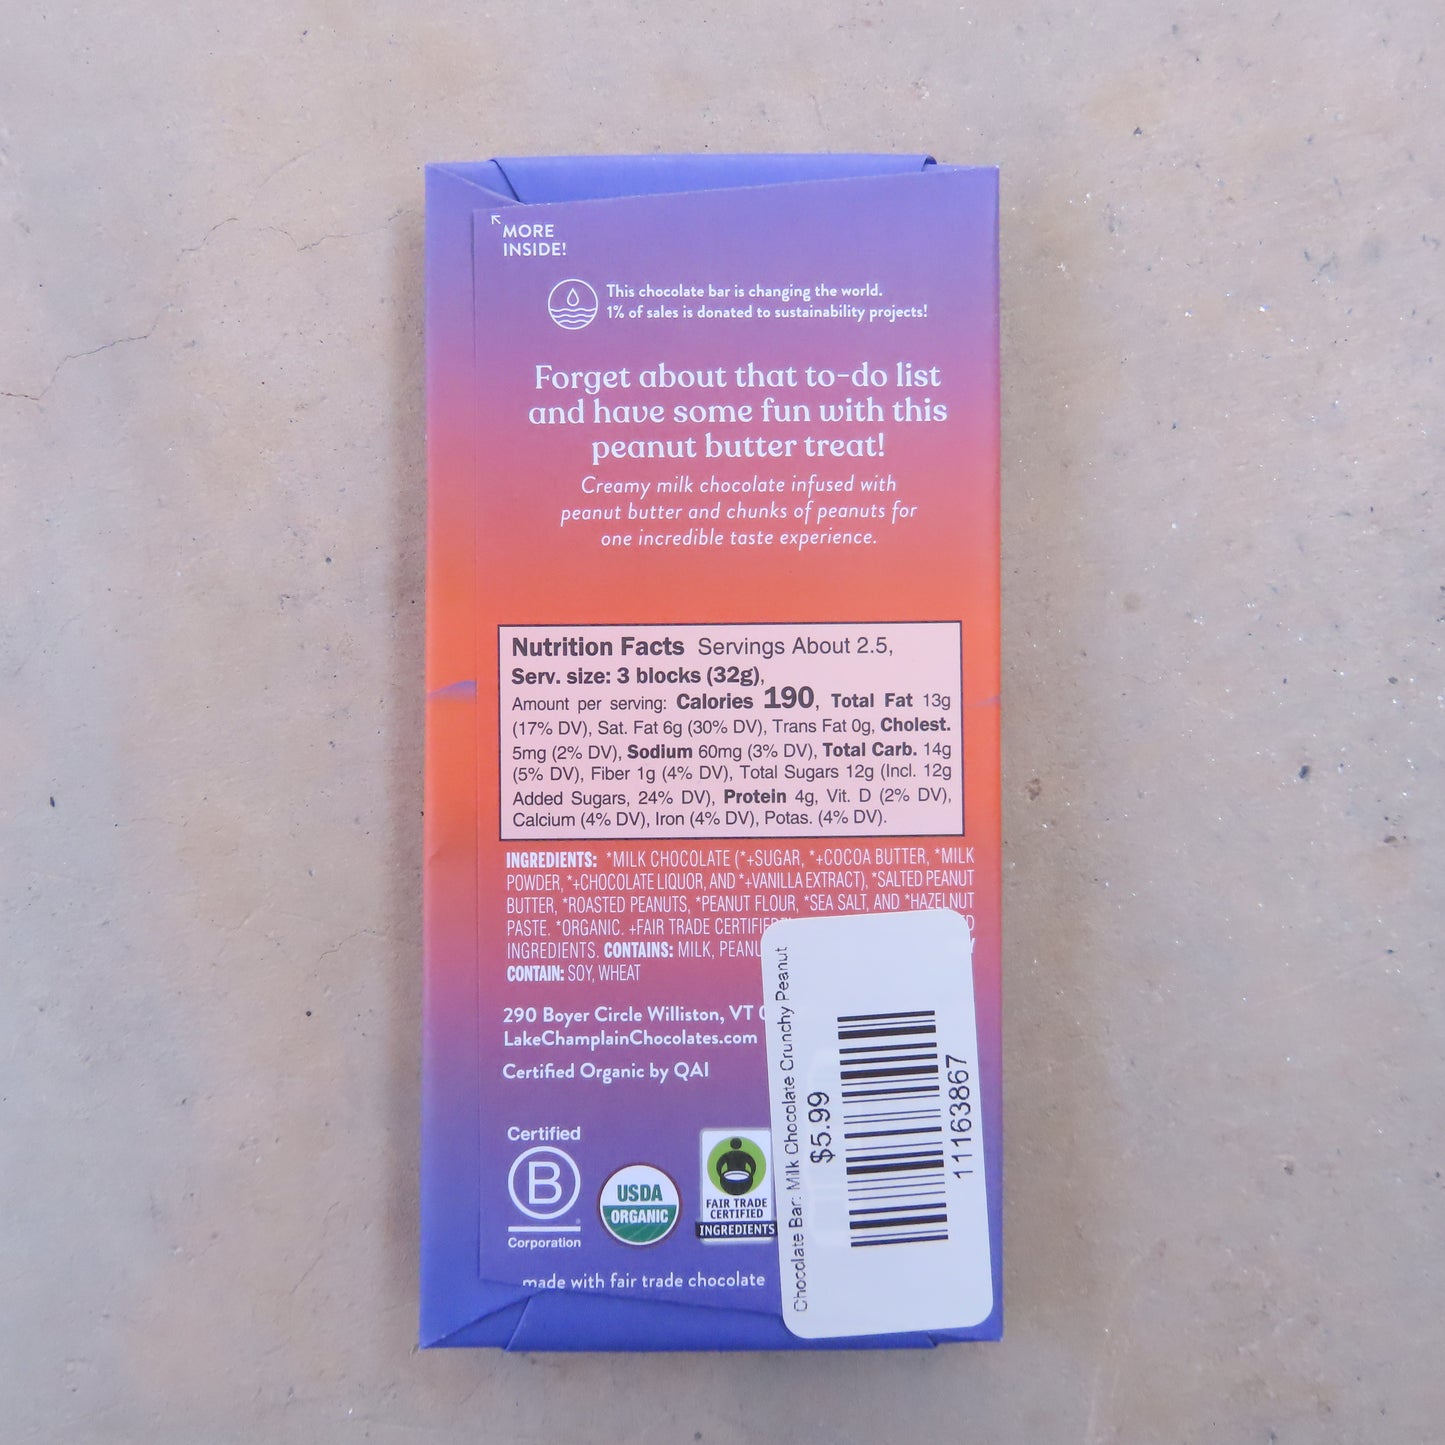 MORE
INSIDE!
This chocolate bar is changing the world.
1% of sales is donated to sustainability projects!
Forget about that to-do list
and have some fun with this
peanut butter treat!
Creamy milk chocolate infused with
peanut butter and chunks of peanuts for
one incredible taste experience.
Nutrition Facts Servings About 2.5,
Serv. size: 3 blocks (32g),
Amount per serving: Calories 190, Total Fat 13g
(17% DV), Sat. Fat 6g (30% DV), Trans Fat 0g, Cholest.
5mg (2% DV), Sodium 60mg (3% DV), Total Carb. 14g
(5% DV), Fiber 1g (4% DV), Total Sugars 12g (Incl. 12g
Added Sugars, 24% DV), Protein 4g, Vit. D (2% DV),
Calcium (4% DV), Iron (4% DV), Potas. (4% DV).
INGREDIENTS: *MILK CHOCOLATE (*+SUGAR, *+COCOA BUTTER, *MILK
POWDER, *+CHOCOLATE LIQUOR, AND *+VANILLA EXTRACT), *SALTED PEANUT
BUTTER, *ROASTED PEANUTS, *PEANUT FLOUR, *SEA SALT, AND *HAZELNUT
PASTE. *ORGANIC. +FAIR TRADE
INGREDIENTS. CONTAINS: MILK,
CONTAIN: SOY, WHEAT
290 Boyer Circle Williston, VT
LakeChamplainChocolates.com
Certified Organic by QAI
Certified
B
Corporation
USDA
ORGANIC
FAIR TRADE
CERTIFIED
INGREDIENTS
made with fair trade chocolate
Chocolate Bar: Milk Chocolate Crunchy Peanut
$5.99
11163867